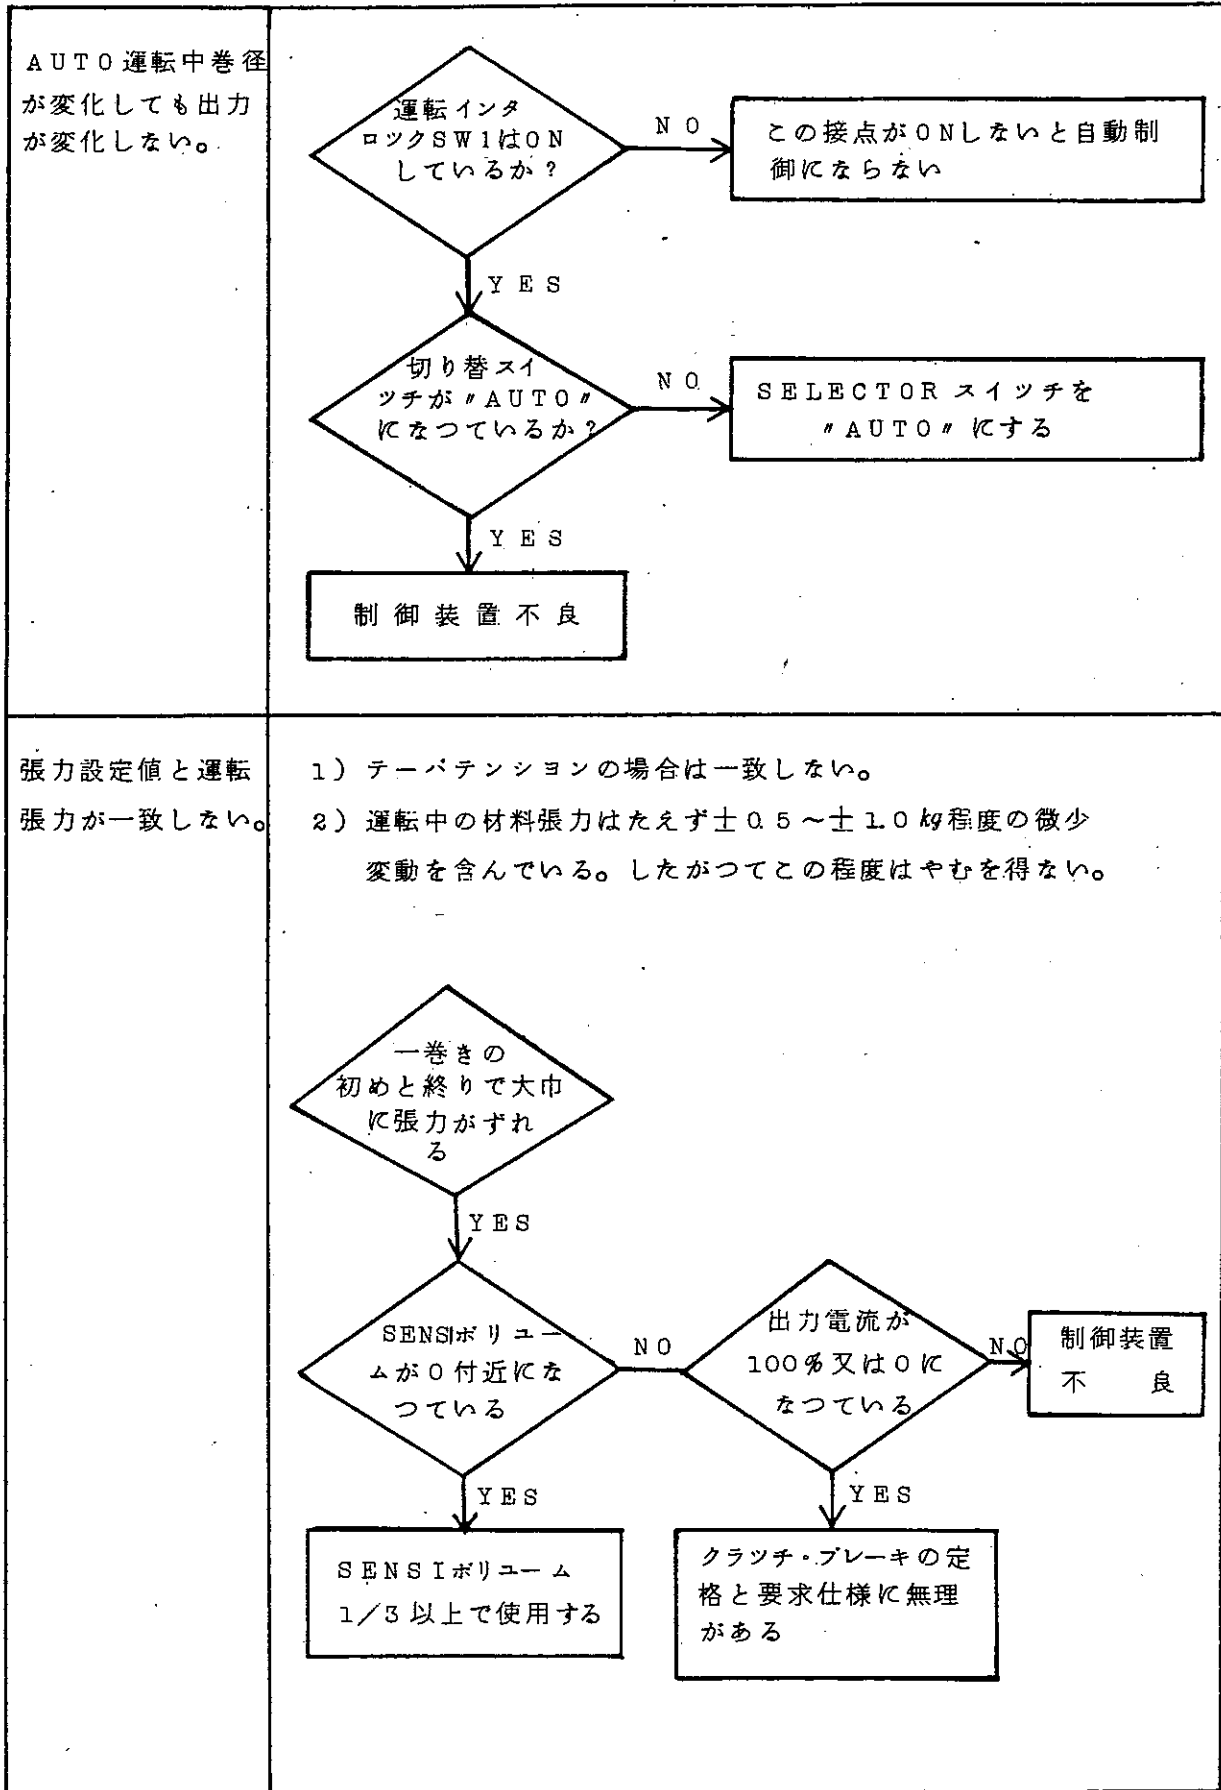 AUTO運転中巻径
が変化しても出力
が変化しない。
運転インタ
ロックSW1はON
しているか？
NO
この接点がONしないと自動制
御にならない
YES
切り替スイ
ッチが〃AUTO〃
になつているか？
NO
SELECTORスイッチを
〃AUTO〃にする
YES
制御装置不良
張力設定値と運転
張力が一致しない。
1）テーパテンションの場合は一致しない。
2）運転中の材料張力はたえず±0.5～±1.0kg程度の微少
変動を含んでいる。したがつてこの程度はやむを得ない。
一巻きの
初めと終りで大巾
に張力がずれ
る
YES
SENSIボリユー
ムが0付近にな
つている
NO
出力電流が
100%又は0に
なつている
NO
制御装置
不良
YES
SENSIボリユーム
1/3以上で使用する
YES
クラツチ・ブレーキの定
格と要求仕様に無理
がある